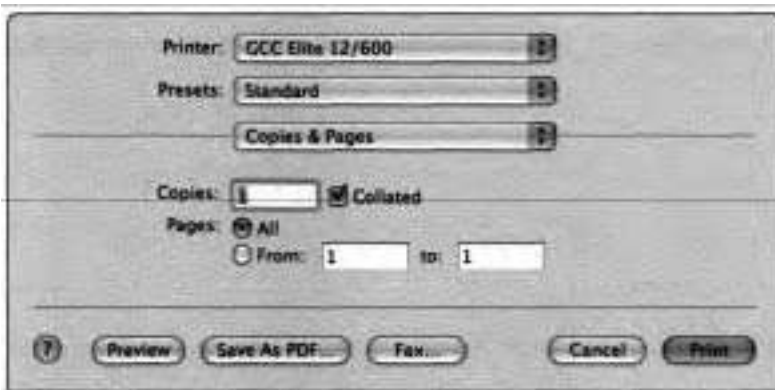 Printer: GCC Elite 12/600
Presets: Standard
Copies & Pages
Copies: 1 Collated
Pages: All
From: 1 to: 1
? Preview Save As PDF... Fax... Cancel Print